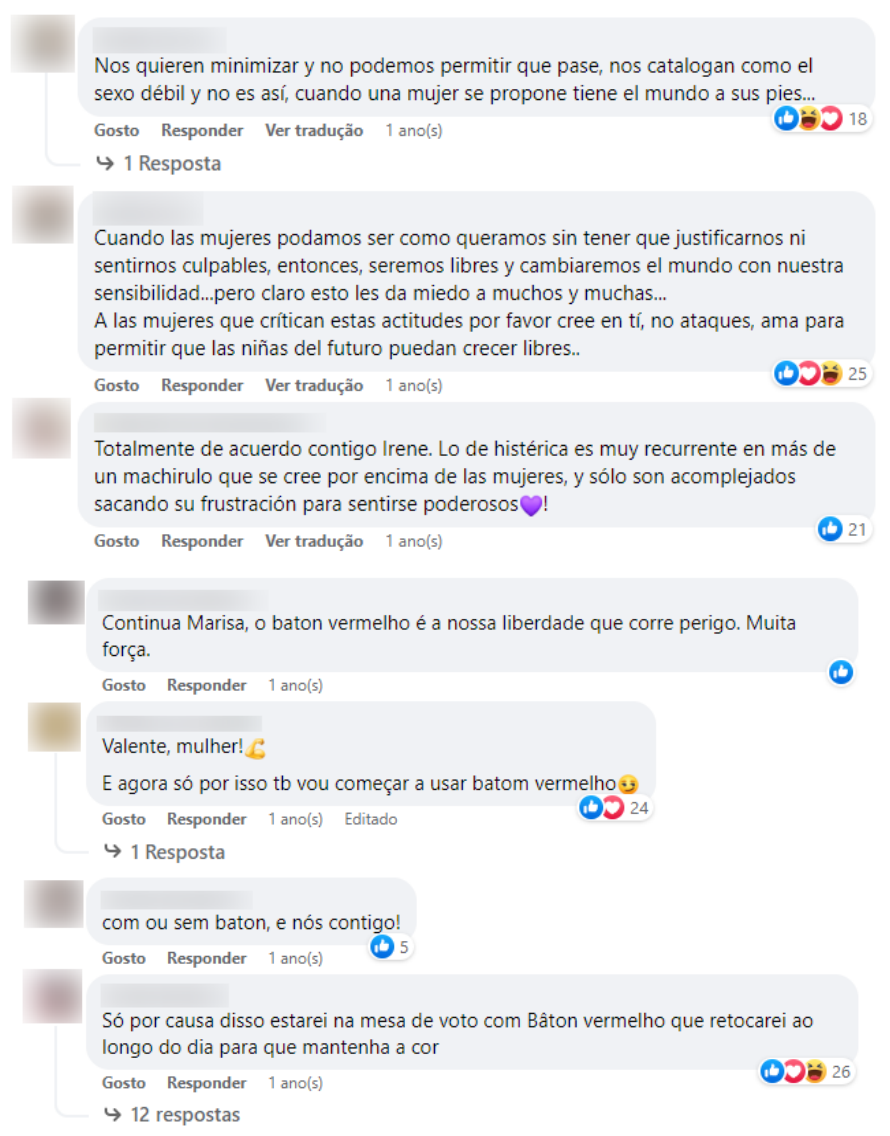 Nos quieren minimizar y no podemos permitir que pase, nos catalogan como el
sexo débil y no es así, cuando una mujer se propone tiene el mundo a sus pies...
18
Gosto Responder Ver tradução 1 ano(s)
1 Resposta
Cuando las mujeres podamos ser como queramos sin tener que justificarnos ni
sentirnos culpables, entonces, seremos libres y cambiaremos el mundo con nuestra
sensibilidad...pero claro esto les da miedo a muchos y muchas...
A las mujeres que crítican estas actitudes por favor cree en tí, no ataques, ama para
permitir que las niñas del futuro puedan crecer libres..
25
Gosto Responder Ver tradução 1 ano(s)
Totalmente de acuerdo contigo Irene. Lo de histérica es muy recurrente en más de
un machirulo que se cree por encima de las mujeres, y sólo son acomplejados
sacando su frustración para sentirse poderosos💜!
21
Gosto Responder Ver tradução 1 ano(s)
Continua Marisa, o baton vermelho é a nossa liberdade que corre perigo. Muita
força.
Gosto Responder 1 ano(s)
Valente, mulher!💪
E agora só por isso tb vou começar a usar batom vermelho😏
24
Gosto Responder 1 ano(s) Editado
1 Resposta
com ou sem baton, e nós contigo!
5
Gosto Responder 1 ano(s)
Só por causa disso estarei na mesa de voto com Bâton vermelho que retocarei ao
longo do dia para que mantenha a cor
26
Gosto Responder 1 ano(s)
12 respostas